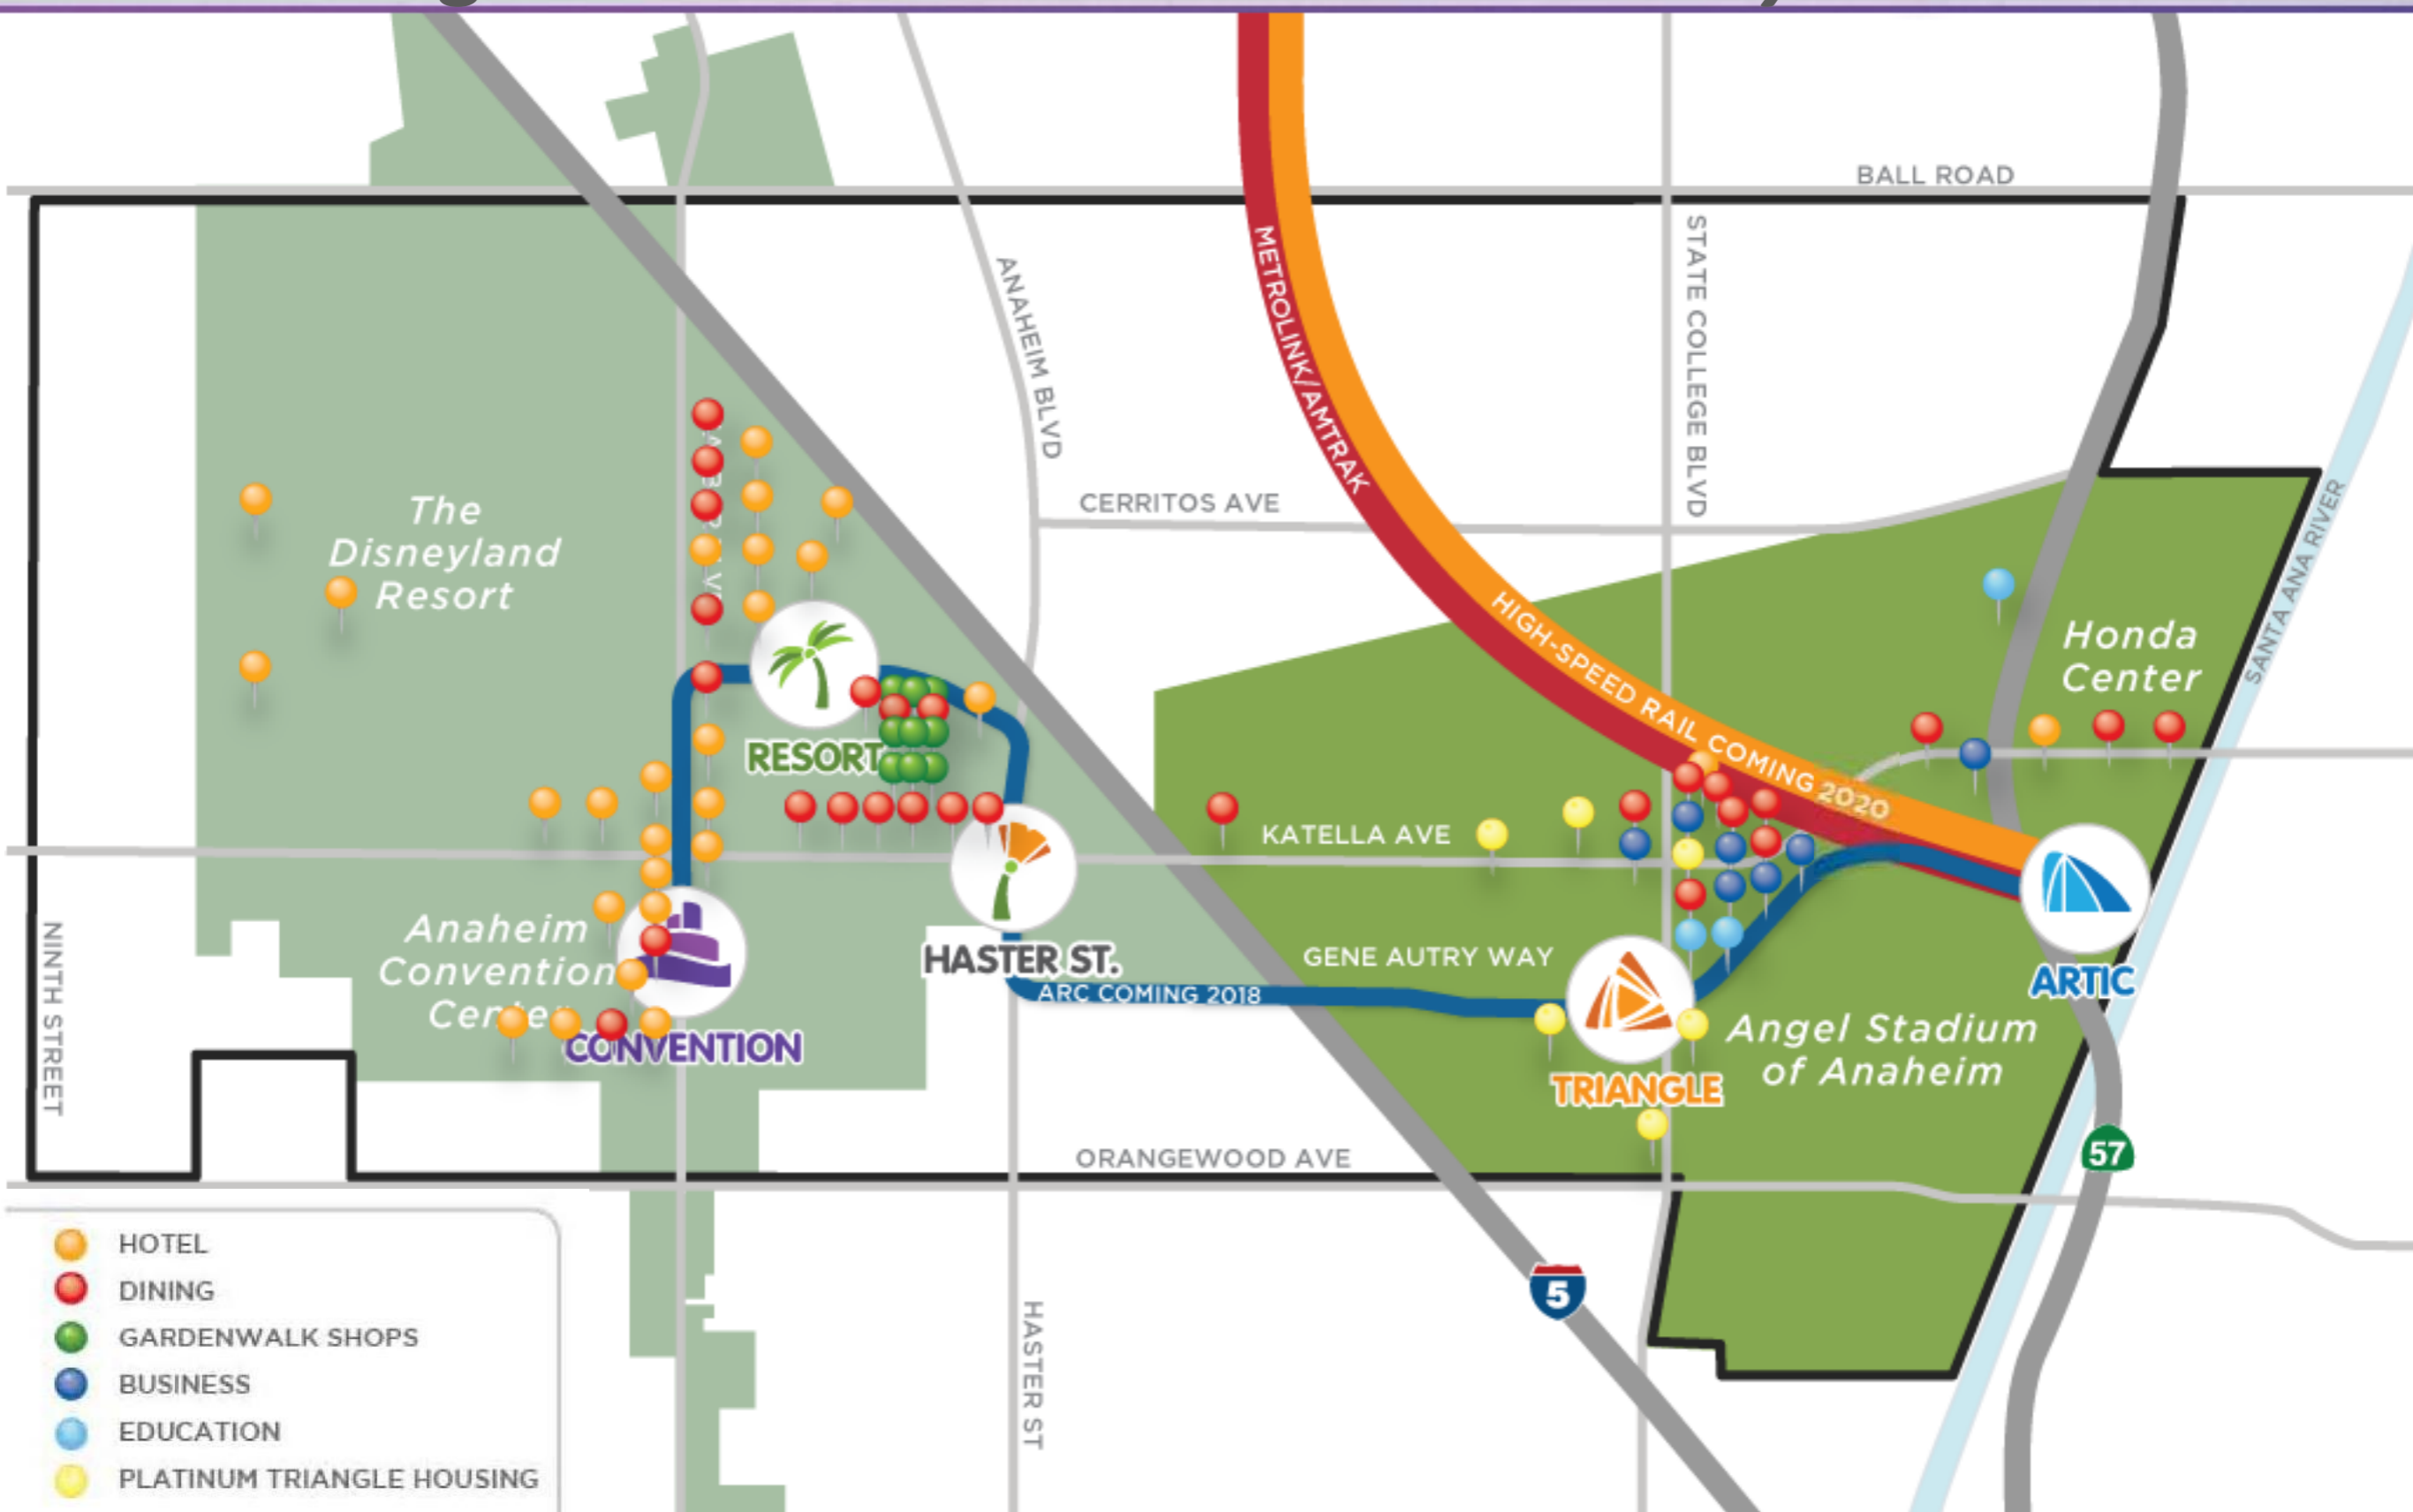 BALL ROAD
METROLINK/AMTRAK
ANAHEIM BLVD
STATE COLLEGE BLVD
The
Disneyland
Resort
CERRITOS AVE
HIGH-SPEED RAIL COMING 2020
SANTA ANA RIVER
Honda
Center
RESORT
KATELLA AVE
Anaheim
Convention
Center
CONVENTION
NINTH STREET
HASTER ST.
ARC COMING 2018
GENE AUTRY WAY
TRIANGLE
Angel Stadium
of Anaheim
ARTIC
ORANGEWOOD AVE
57
5
HASTER ST
HOTEL
DINING
GARDENWALK SHOPS
BUSINESS
EDUCATION
PLATINUM TRIANGLE HOUSING